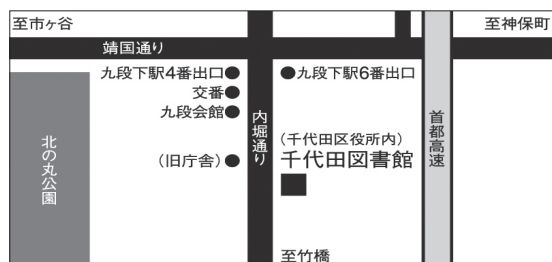 至市ヶ谷
至神保町
靖国通り
九段下駅4番出口
九段下駅6番出口
交番
九段会館
内堀通り
首都高速
北の丸公園
(旧庁舎)
(千代田区役所内)
千代田図書館
至竹橋